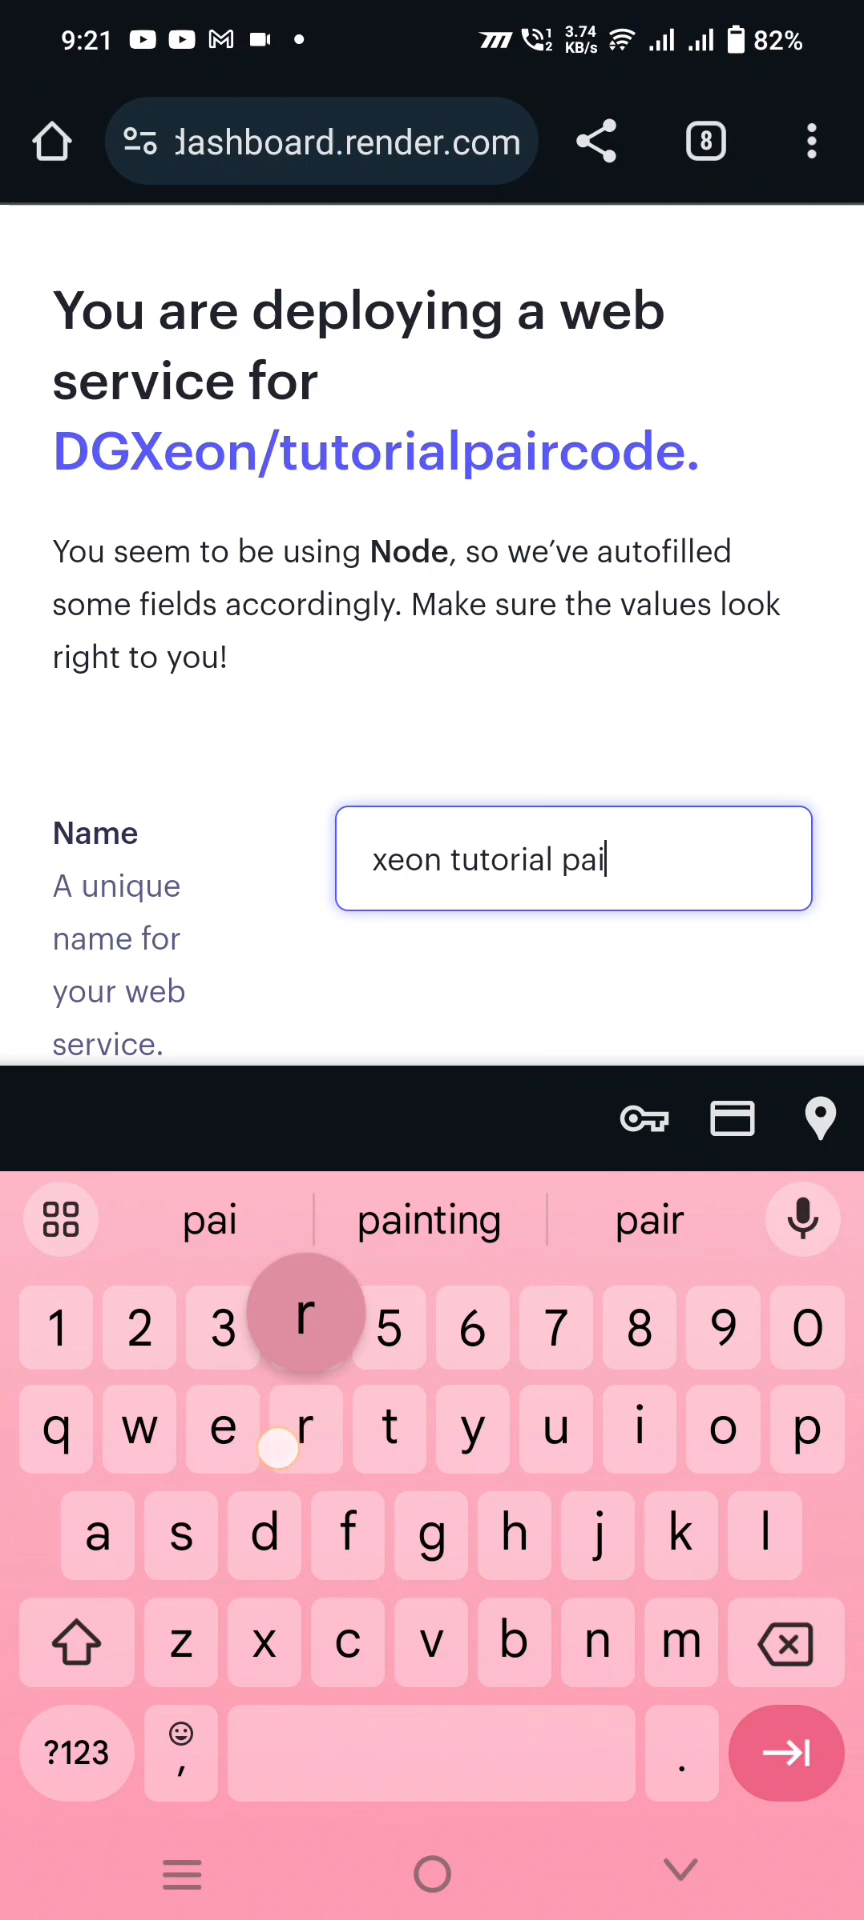 9:21 3.74 KB/s 82%
dashboard.render.com 8
You are deploying a web
service for
DGXeon/tutorialpaircode.
You seem to be using Node, so we’ve autofilled
some fields accordingly. Make sure the values look
right to you!
Name
A unique
name for
your web
service.
xeon tutorial pai
pai painting pair
1 2 3 r 5 6 7 8 9 0
q w e r t y u i o p
a s d f g h j k l
z x c v b n m
?123 , .